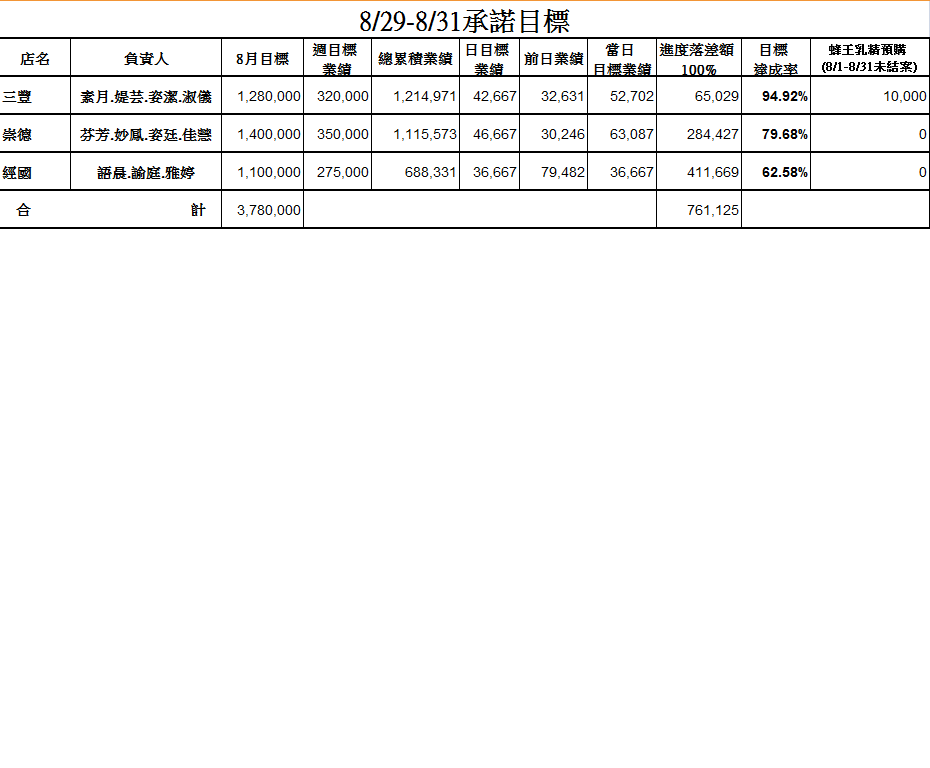 8/29-8/31承諾目標
店名 負責人 8月目標 週目標業績 總累積業績 日目標業績 前日業績 當日目標業績 進度落差額100% 目標達成率 蜂王乳精預購(8/1-8/31未結案)
三豐 素月.媞芸.姿潔.淑儀 1,280,000 320,000 1,214,971 42,667 32,631 52,702 65,029 94.92% 10,000
崇德 芬芳.妙鳳.姿廷.佳慧 1,400,000 350,000 1,115,573 46,667 30,246 63,087 284,427 79.68% 0
經國 語晨.諭庭.雅婷 1,100,000 275,000 688,331 36,667 79,482 36,667 411,669 62.58% 0
合 計 3,780,000 761,125